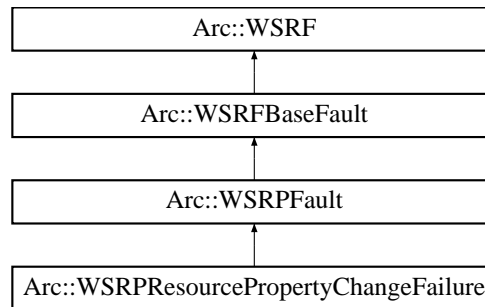 Arc::WSRF
Arc::WSRFBaseFault
Arc::WSRPFault
Arc::WSRPResourcePropertyChangeFailure